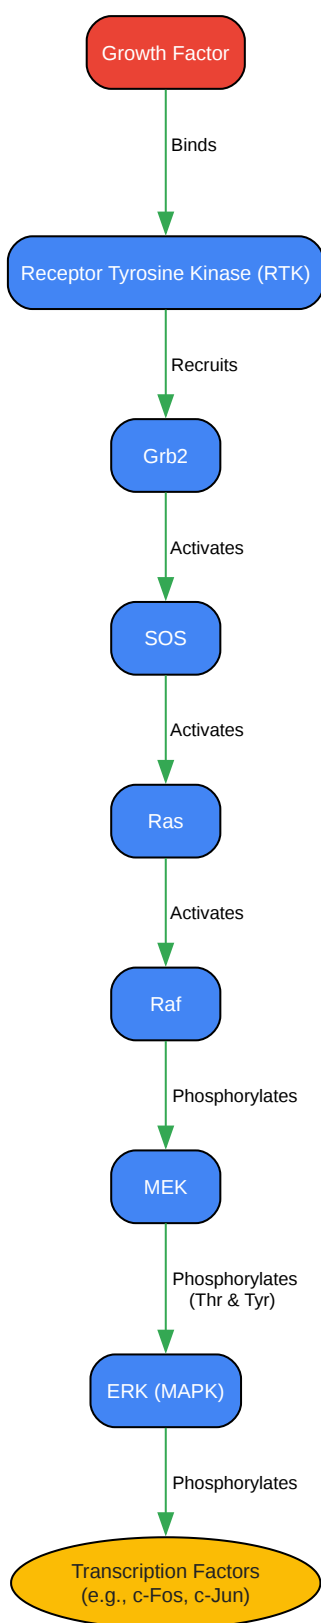 Growth Factor
Binds
Receptor Tyrosine Kinase (RTK)
Recruits
Grb2
Activates
SOS
Activates
Ras
Activates
Raf
Phosphorylates
MEK
Phosphorylates
(Thr & Tyr)
ERK (MAPK)
Phosphorylates
Transcription Factors
(e.g., c-Fos, c-Jun)